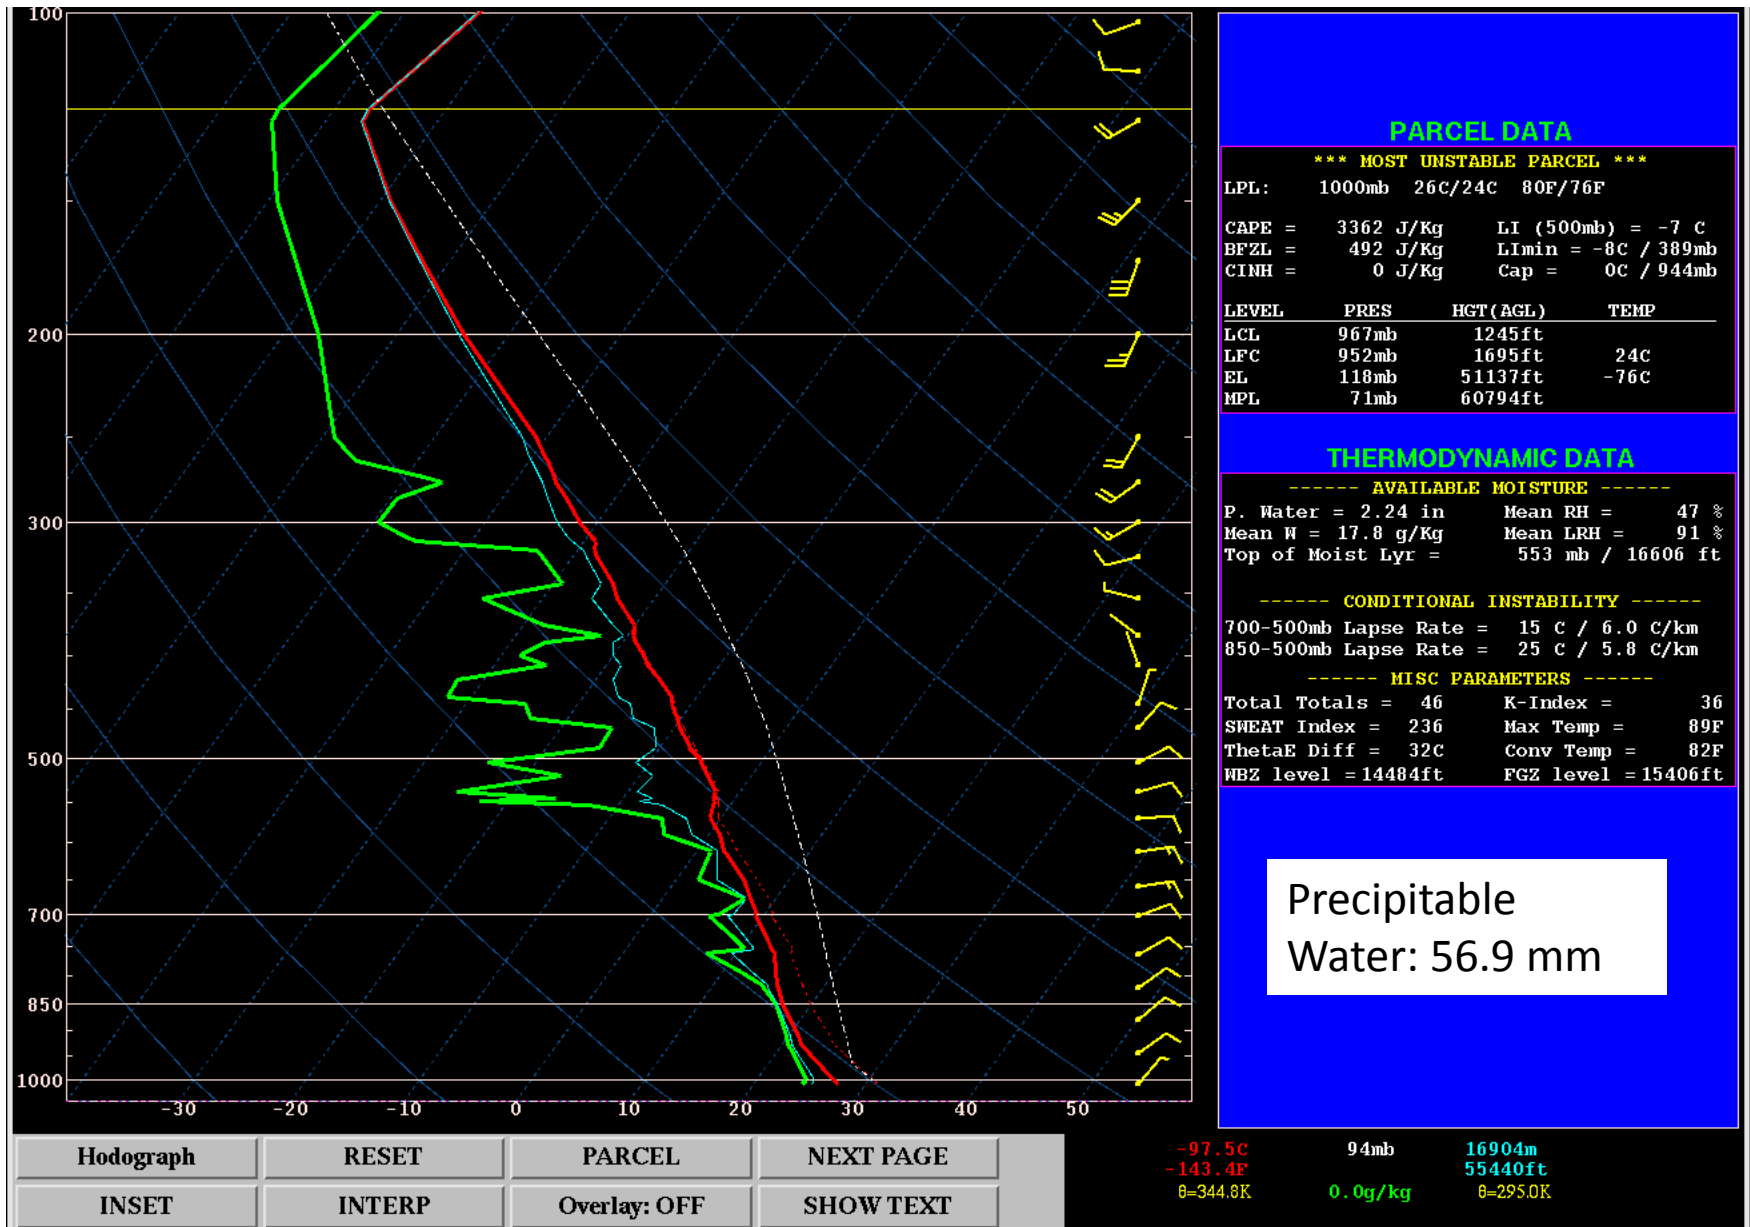 100
200
300
500
700
850
1000
-30 -20 -10 0 10 20 30 40 50
PARCEL DATA
*** MOST UNSTABLE PARCEL ***
LPL: 1000mb 26C/24C 80F/76F
CAPE = 3362 J/Kg LI (500mb) = -7 C
BFZL = 492 J/Kg LImin = -8C / 389mb
CINH = 0 J/Kg Cap = 0C / 944mb
LEVEL PRES HGT(AGL) TEMP
LCL 967mb 1245ft
LFC 952mb 1695ft 24C
EL 118mb 51137ft -76C
MPL 71mb 60794ft
THERMODYNAMIC DATA
------ AVAILABLE MOISTURE ------
P. Water = 2.24 in Mean RH = 47 %
Mean W = 17.8 g/Kg Mean LRH = 91 %
Top of Moist Lyr = 553 mb / 16606 ft
------ CONDITIONAL INSTABILITY ------
700-500mb Lapse Rate = 15 C / 6.0 C/km
850-500mb Lapse Rate = 25 C / 5.8 C/km
------ MISC PARAMETERS ------
Total Totals = 46 K-Index = 36
SWEAT Index = 236 Max Temp = 89F
ThetaE Diff = 32C Conv Temp = 82F
WBZ level =14484ft FGZ level =15406ft
Precipitable
Water: 56.9 mm
Hodograph RESET PARCEL NEXT PAGE
INSET INTERP Overlay: OFF SHOW TEXT
-97.5C 94mb 16904m
-143.4F 55440ft
θ=344.8K 0.0g/kg θ=295.0K